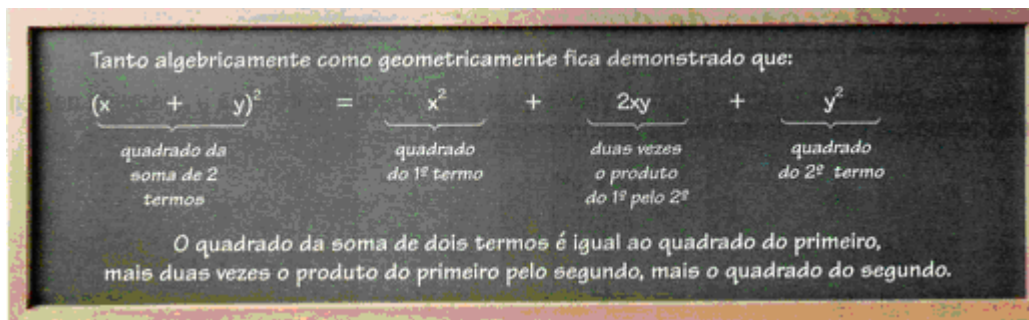 Tanto algebricamente como geometricamente fica demonstrado que:
(x + y)² = x² + 2xy + y²
quadrado da soma de 2 termos
quadrado do 1º termo
duas vezes o produto do 1º pelo 2º
quadrado do 2º termo
O quadrado da soma de dois termos é igual ao quadrado do primeiro,
mais duas vezes o produto do primeiro pelo segundo, mais o quadrado do segundo.